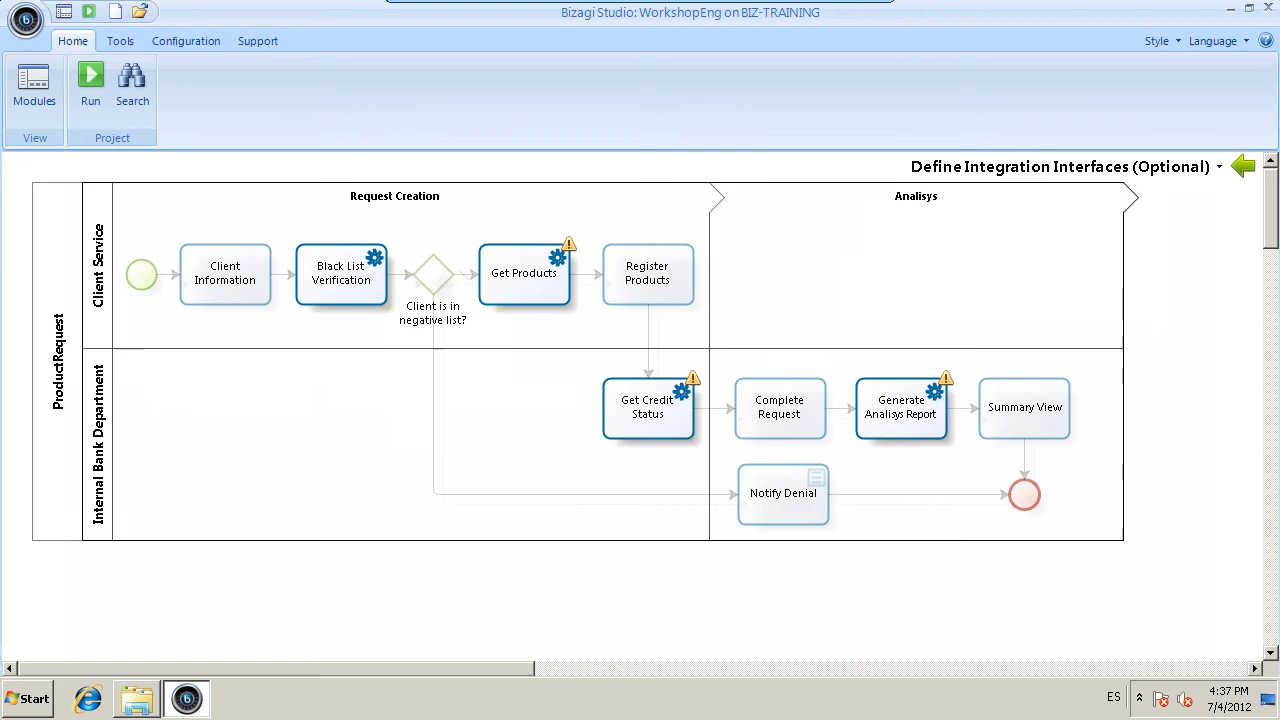 Bizagi Studio: WorkshopEng on BIZ-TRAINING
Home Tools Configuration Support Style Language
Modules Run Search
View Project
Define Integration Interfaces (Optional)
ProductRequest
Client Service
Internal Bank Department
Request Creation
Analisys
Client
Information
Black List
Verification
Client is in
negative list?
Get Products
Register
Products
Get Credit
Status
Complete
Request
Generate
Analisys Report
Summary View
Notify Denial
Start
ES
4:37 PM
7/4/2012